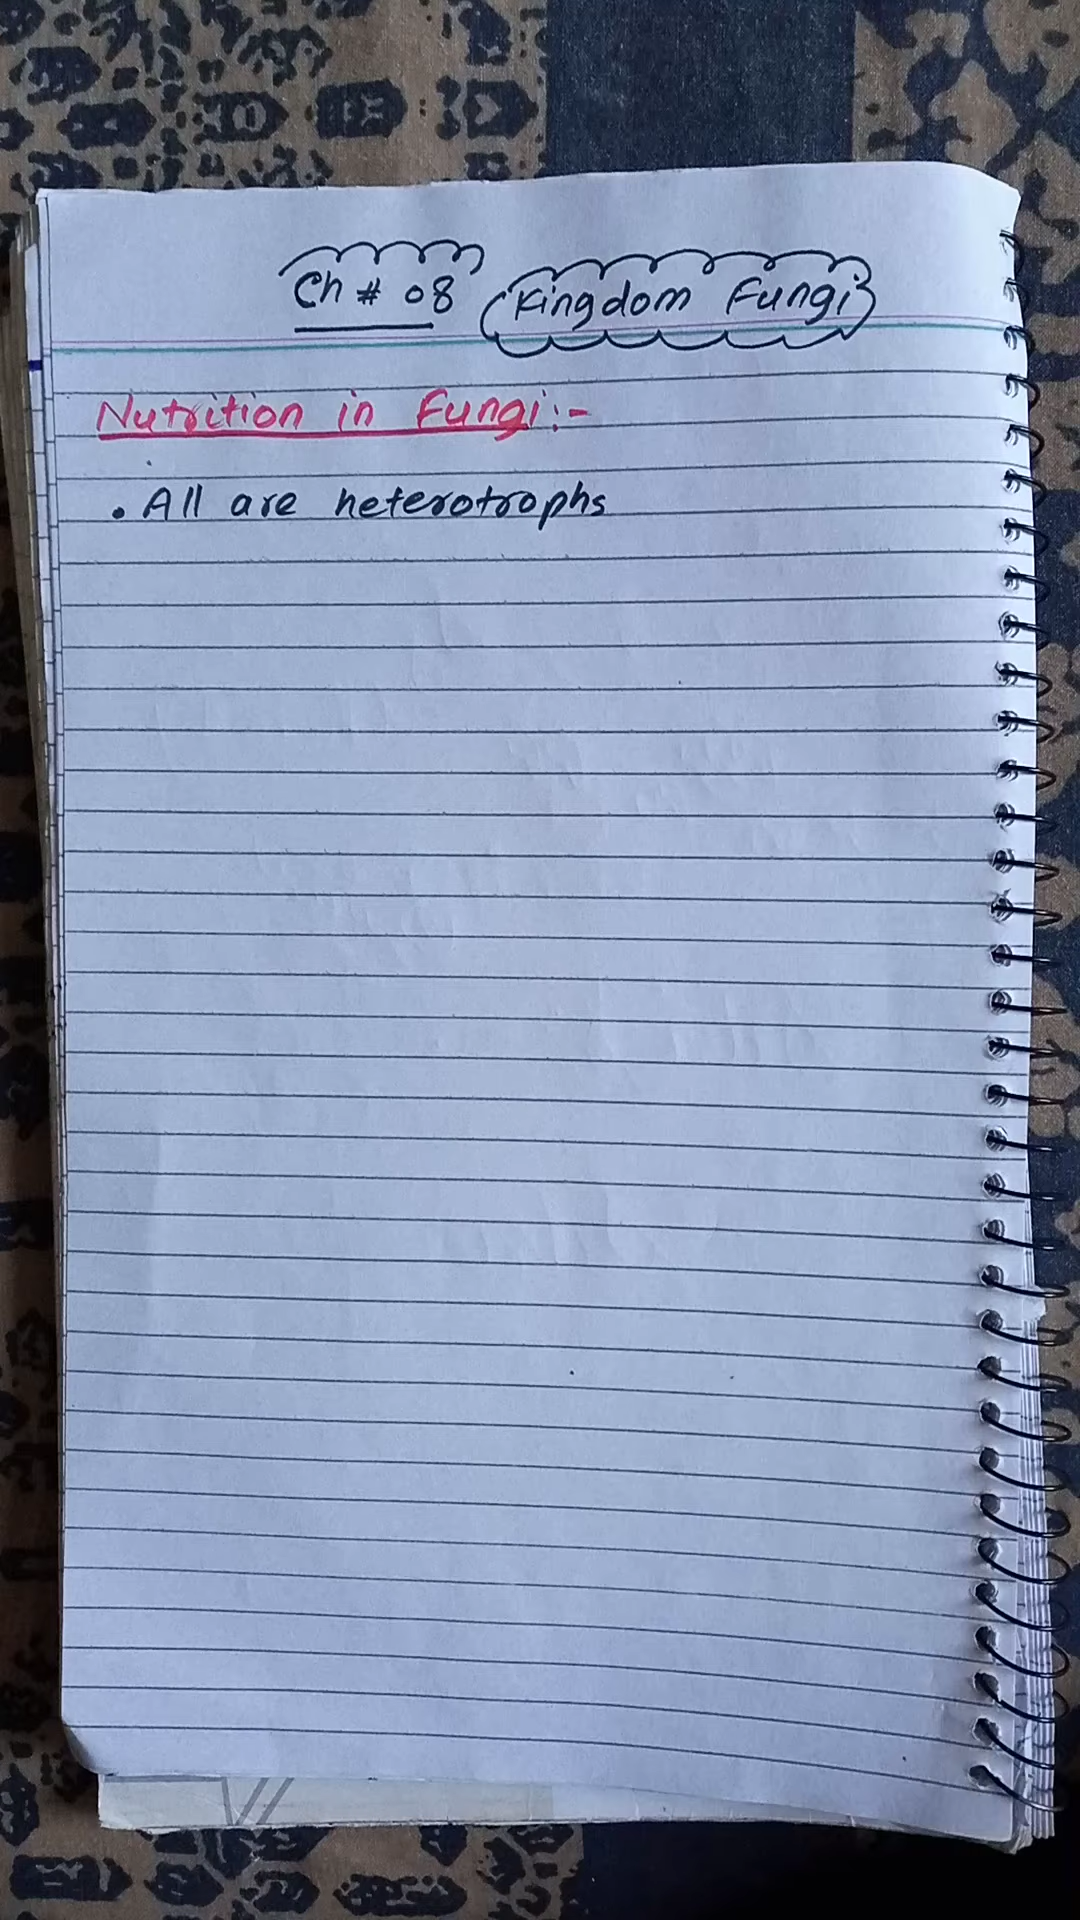 Ch # 08 Kingdom Fungi
Nutrition in Fungi:-
• All are heterotrophs